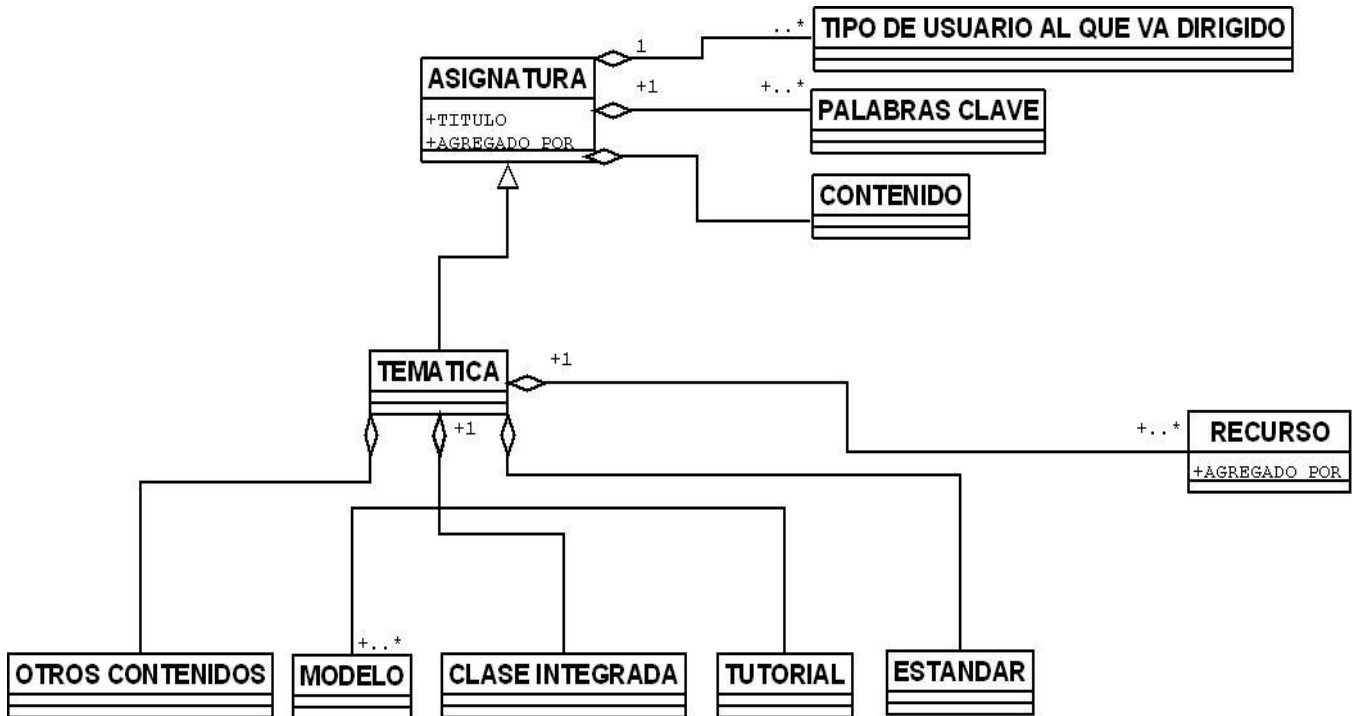 ..*
TIPO DE USUARIO AL QUE VA DIRIGIDO
1
ASIGNATURA
+TITULO
+AGREGADO POR
+1
+..*
PALABRAS CLAVE
CONTENIDO
TEMATICA
+1
+1
+..*
RECURSO
+AGREGADO POR
+..*
OTROS CONTENIDOS
MODELO
CLASE INTEGRADA
TUTORIAL
ESTANDAR